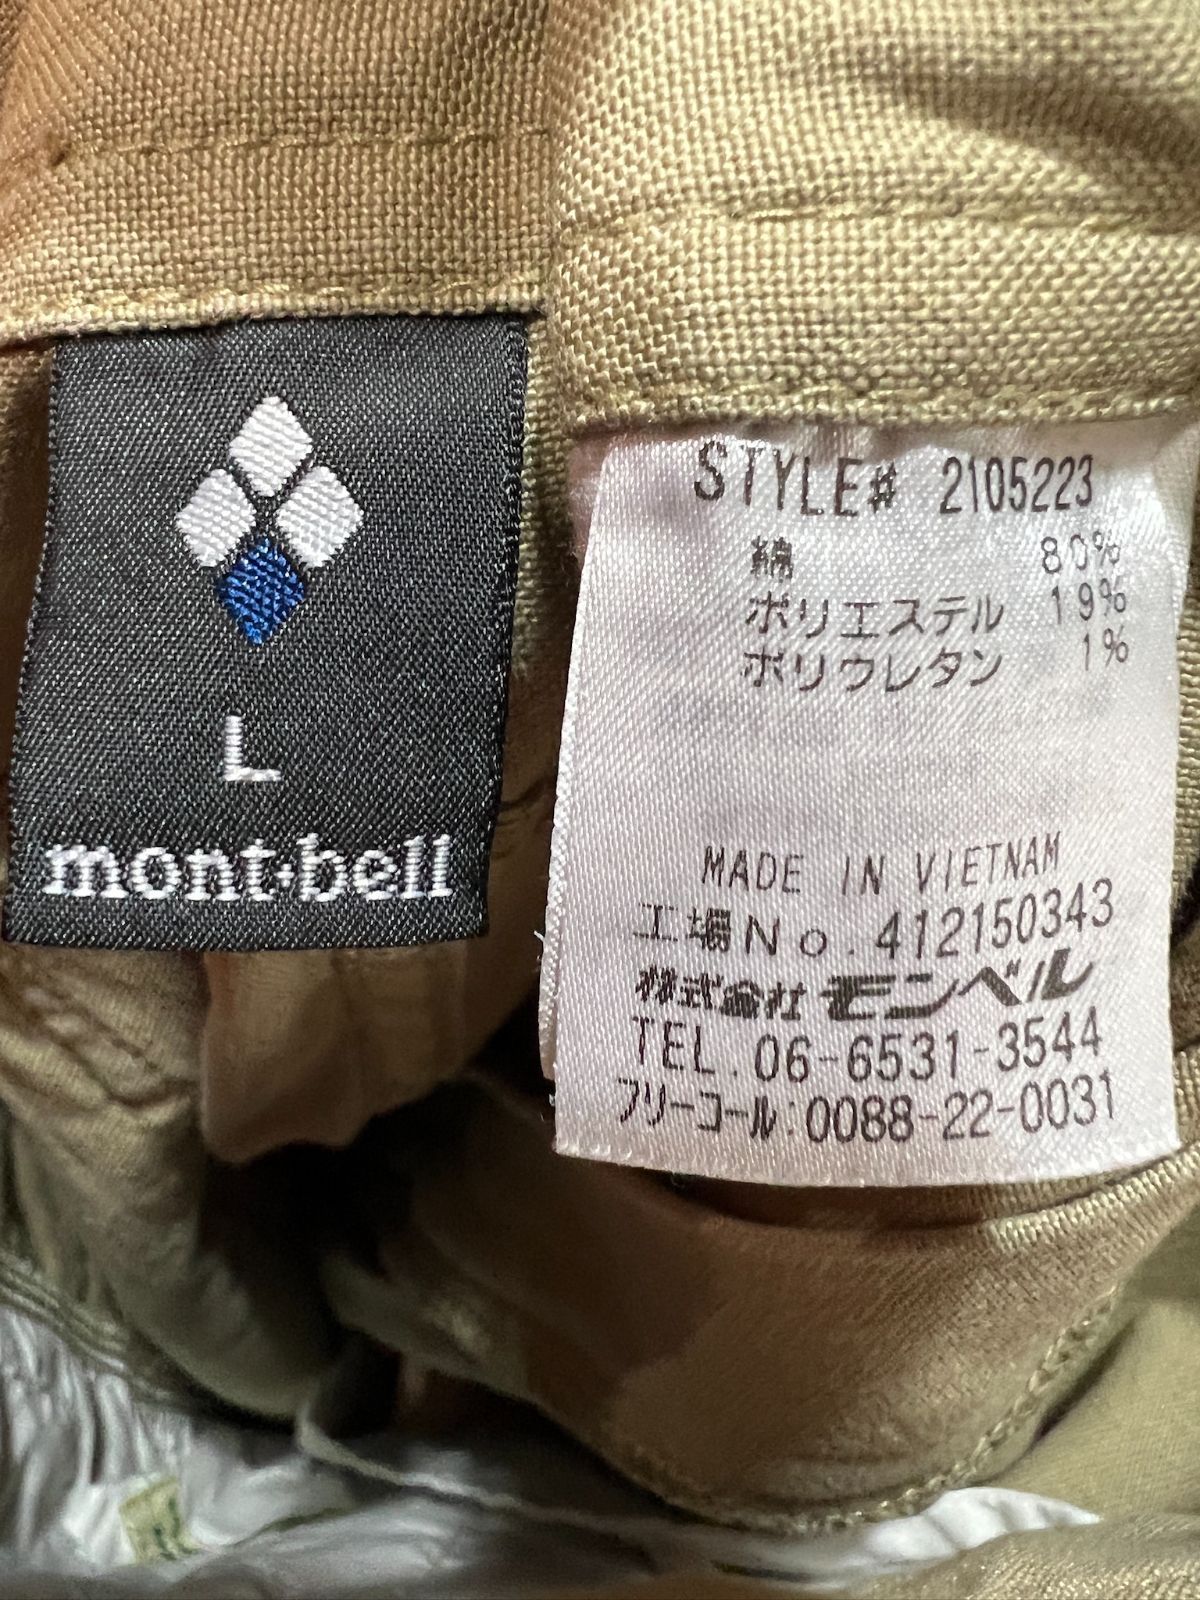 L
mont-bell
STYLE# 2105223
綿 80%
ポリエステル 19%
ポリウレタン 1%
MADE IN VIETNAM
工場No.412150343
株式会社モンベル
TEL.06-6531-3544
フリーコール:0088-22-0031